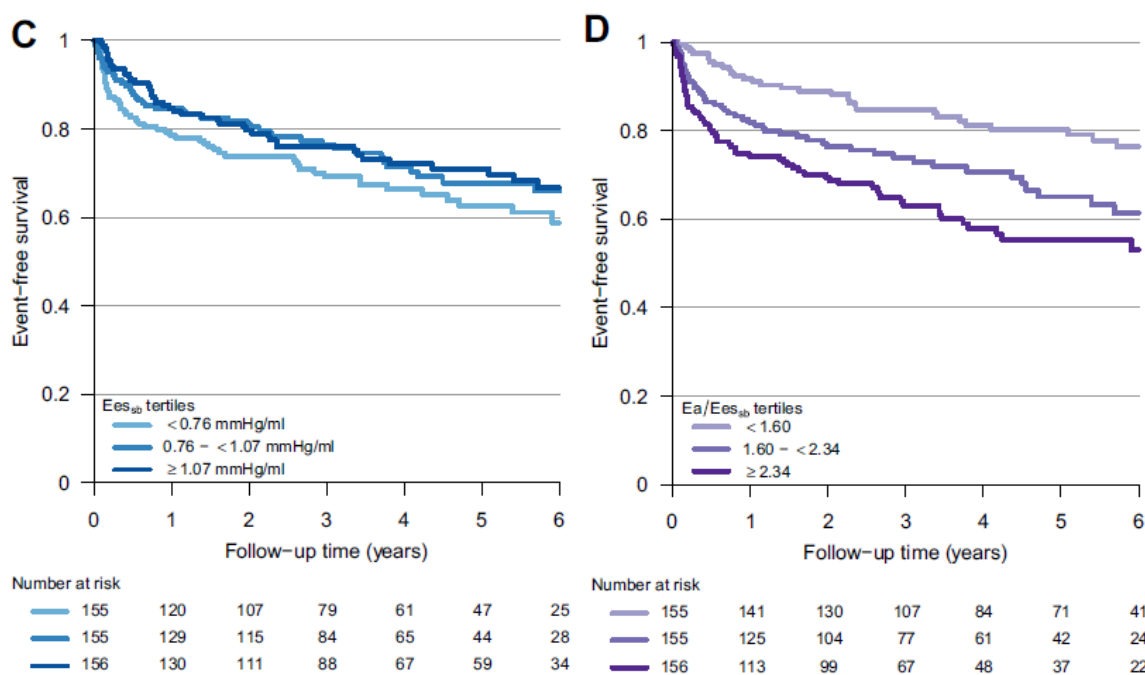 C
1
0.8
0.6
0.4
0.2
0
Event-free survival
Ees_sb tertiles
<0.76 mmHg/ml
0.76 – <1.07 mmHg/ml
≥1.07 mmHg/ml
0 1 2 3 4 5 6
Follow-up time (years)
Number at risk
155 120 107 79 61 47 25
155 129 115 84 65 44 28
156 130 111 88 67 59 34
D
1
0.8
0.6
0.4
0.2
0
Event-free survival
Ea/Ees_sb tertiles
<1.60
1.60 – <2.34
≥2.34
0 1 2 3 4 5 6
Follow-up time (years)
Number at risk
155 141 130 107 84 71 41
155 125 104 77 61 42 24
156 113 99 67 48 37 22